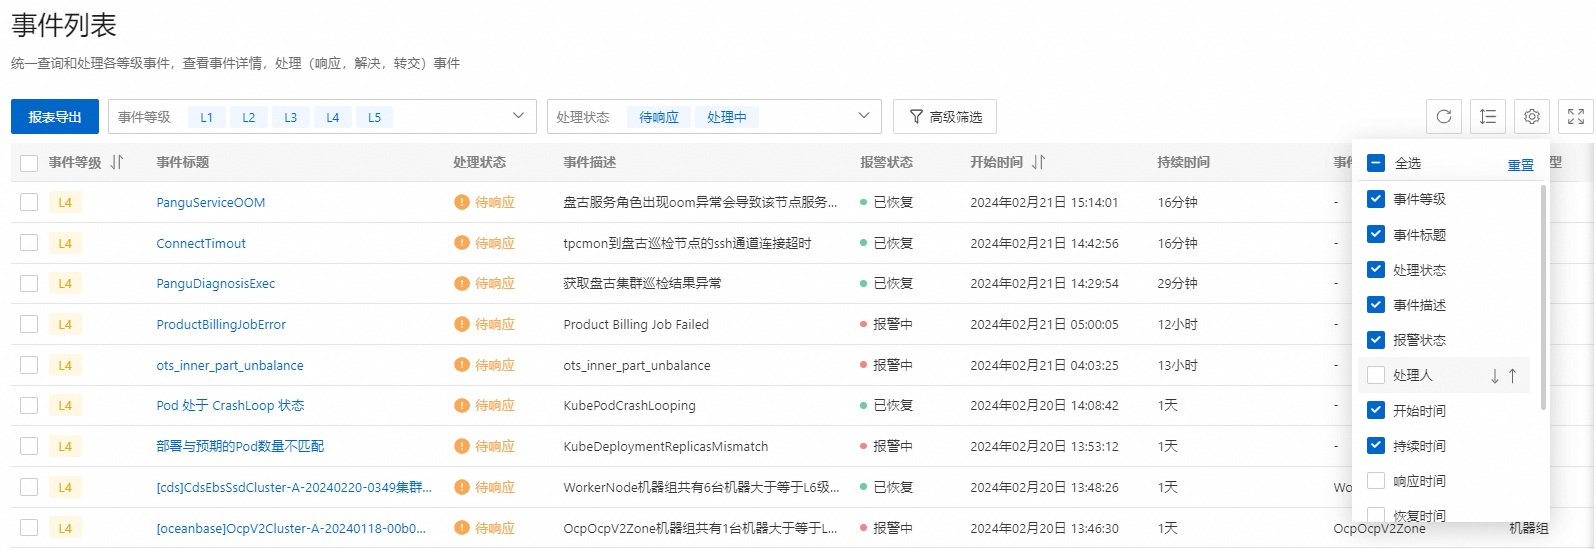 事件列表
统一查询和处理各等级事件，查看事件详情，处理（响应，解决，转交）事件
报表导出 事件等级 L1 L2 L3 L4 L5 处理状态 待响应 处理中 高级筛选
事件等级 事件标题 处理状态 事件描述 报警状态 开始时间 持续时间 事件 型
L4 PanguServiceOOM 待响应 盘古服务角色出现oom异常会导致该节点服务... 已恢复 2024年02月21日 15:14:01 16分钟 -
L4 ConnectTimout 待响应 tpcmon到盘古巡检节点的ssh通道连接超时 已恢复 2024年02月21日 14:42:56 16分钟 -
L4 PanguDiagnosisExec 待响应 获取盘古集群巡检结果异常 已恢复 2024年02月21日 14:29:54 29分钟 -
L4 ProductBillingJobError 待响应 Product Billing Job Failed 报警中 2024年02月21日 05:00:05 12小时 -
L4 ots_inner_part_unbalance 待响应 ots_inner_part_unbalance 报警中 2024年02月21日 04:03:25 13小时 -
L4 Pod 处于 CrashLoop 状态 待响应 KubePodCrashLooping 已恢复 2024年02月20日 14:08:42 1天 -
L4 部署与预期的Pod数量不匹配 待响应 KubeDeploymentReplicasMismatch 报警中 2024年02月20日 13:53:12 1天 -
L4 [cds]CdsEbsSsdCluster-A-20240220-0349集群... 待响应 WorkerNode机器组共有6台机器大于等于L6级... 已恢复 2024年02月20日 13:48:26 1天 Wo
L4 [oceanbase]OcpV2Cluster-A-20240118-00b0... 待响应 OcpOcpV2Zone机器组共有1台机器大于等于L... 报警中 2024年02月20日 13:46:30 1天 OcpOcpV2Zone 机器组
全选 重置
事件等级
事件标题
处理状态
事件描述
报警状态
处理人
开始时间
持续时间
响应时间
恢复时间